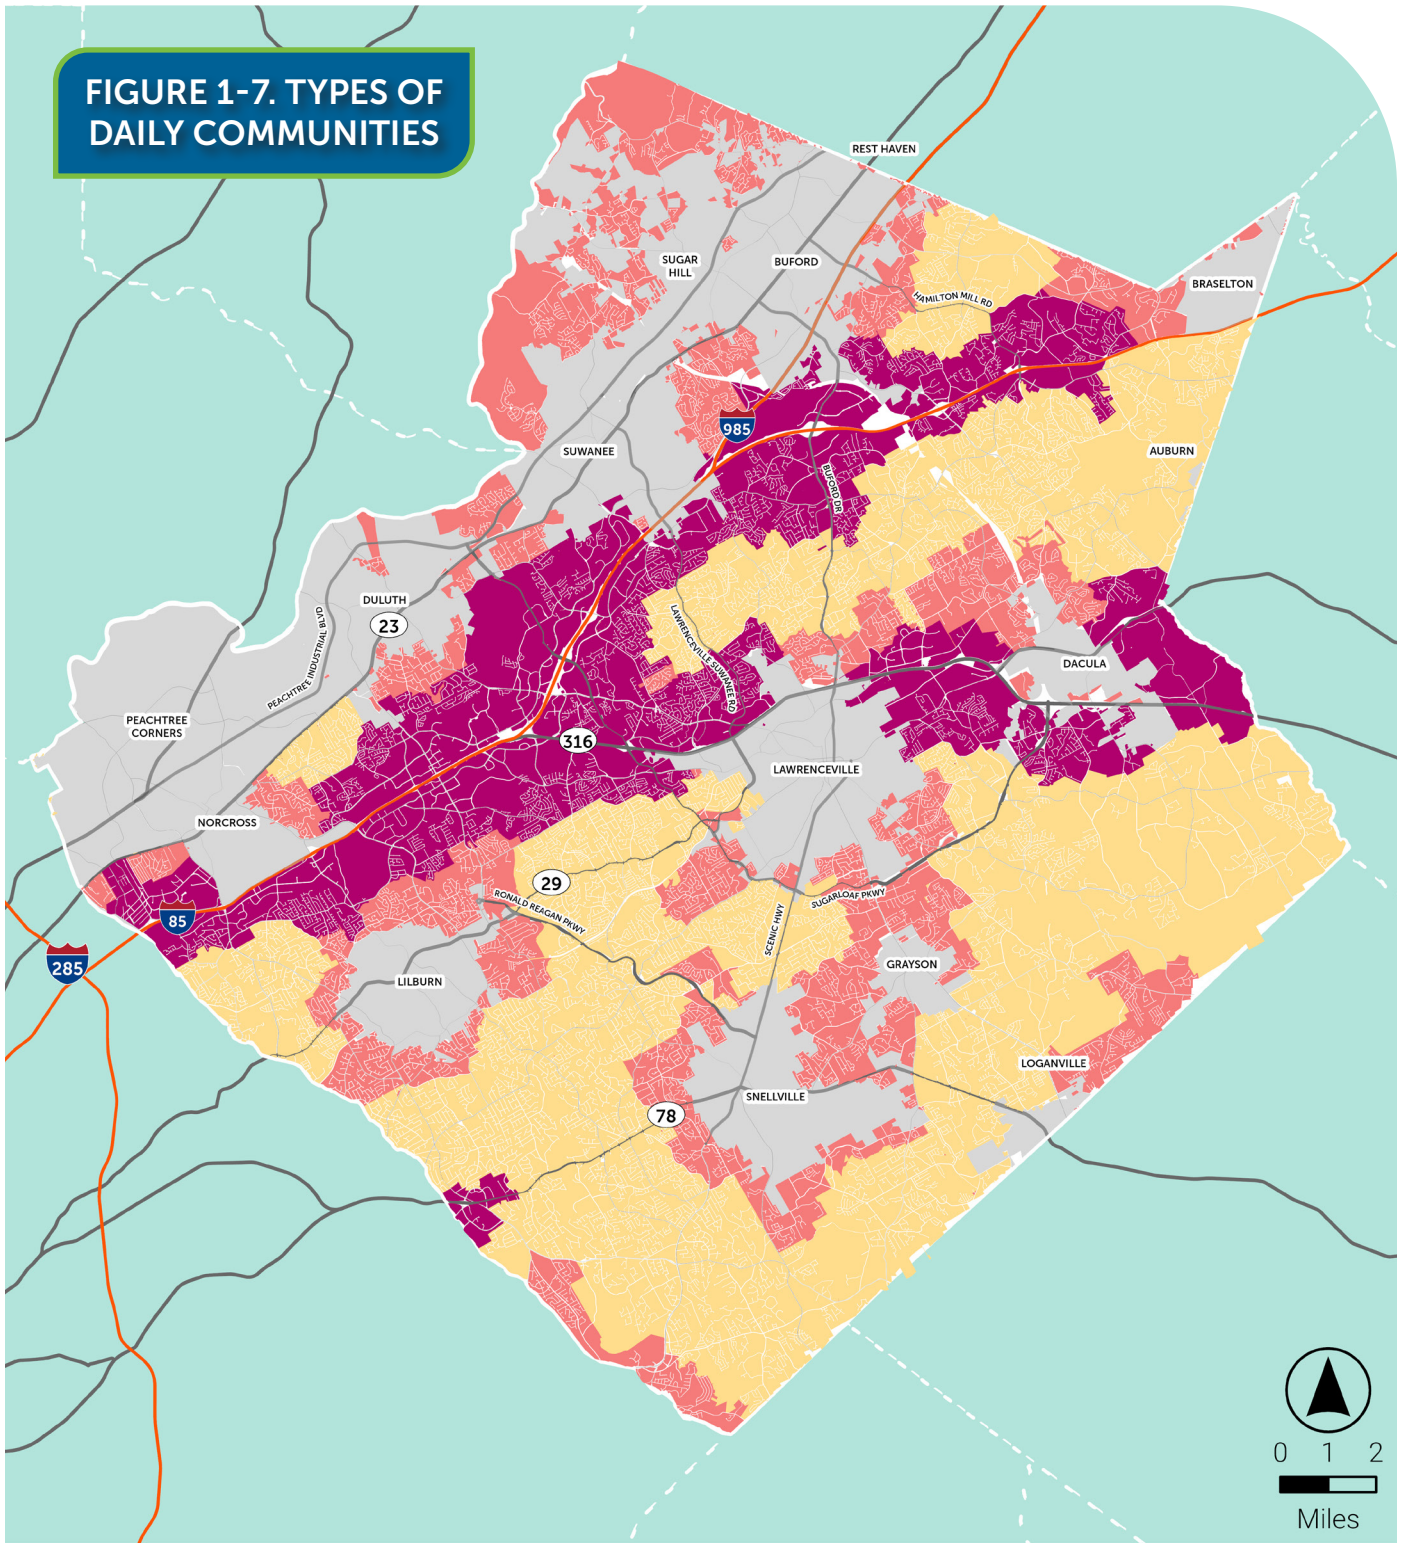 FIGURE 1-7. TYPES OF
DAILY COMMUNITIES
REST HAVEN
SUGAR
HILL
BUFORD
BRASELTON
HAMILTON MILL RD
985
SUWANEE
AUBURN
BUFORD DR
DULUTH
23
PEACHTREE INDUSTRIAL BLVD
LAWRENCEVILLE SUWANEE RD
DACULA
PEACHTREE
CORNERS
316
LAWRENCEVILLE
NORCROSS
29
RONALD REAGAN PKWY
SUGARLOAF PKWY
85
SCENIC HWY
285
GRAYSON
LILBURN
LOGANVILLE
SNELLVILLE
78
0 1 2
Miles